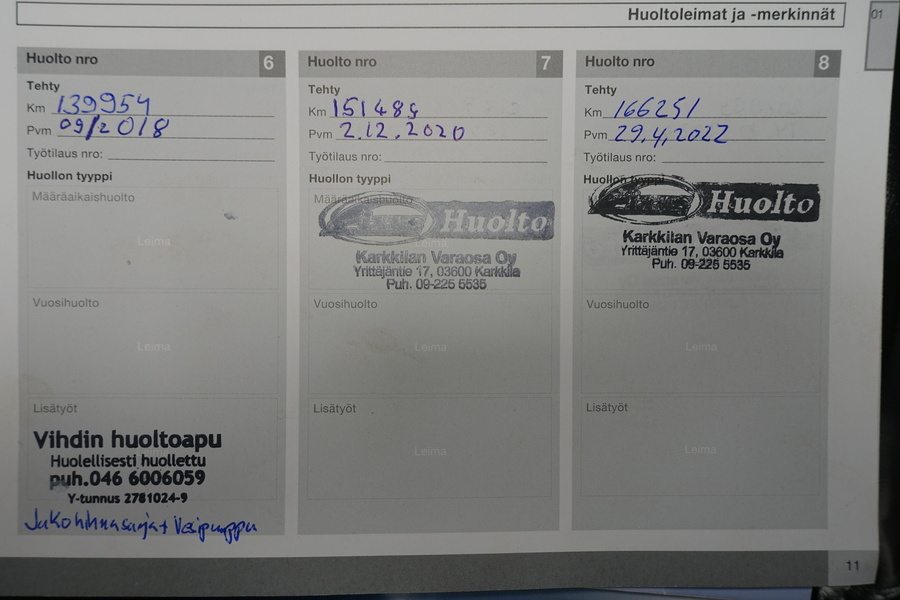 Huoltoleimat ja -merkinnät
01
Huolto nro 6
Tehty
Km 139954
Pvm 09/2018
Työtilaus nro:
Huollon tyyppi
Määräaikaishuolto
Leima
Vuosihuolto
Leima
Lisätyöt
Vihdin huoltoapu
Huolellisesti huollettu
puh.046 6006059
Y-tunnus 2781024-9
Jakohihnasarja+ Vesipumppu
Huolto nro 7
Tehty
Km 151489
Pvm 2.12.2020
Työtilaus nro:
Huollon tyyppi
Määräaikaishuolto
Huolto
Leima
Karkkilan Varaosa Oy
Yrittäjäntie 17, 03600 Karkkila
Puh. 09-225 5535
Vuosihuolto
Leima
Lisätyöt
Leima
Huolto nro 8
Tehty
Km 166251
Pvm 29.4.2022
Työtilaus nro:
Huollon tyyppi
Huolto
Karkkilan Varaosa Oy
Yrittäjäntie 17, 03600 Karkkila
Puh. 09-225 5535
Vuosihuolto
Leima
Lisätyöt
Leima
11